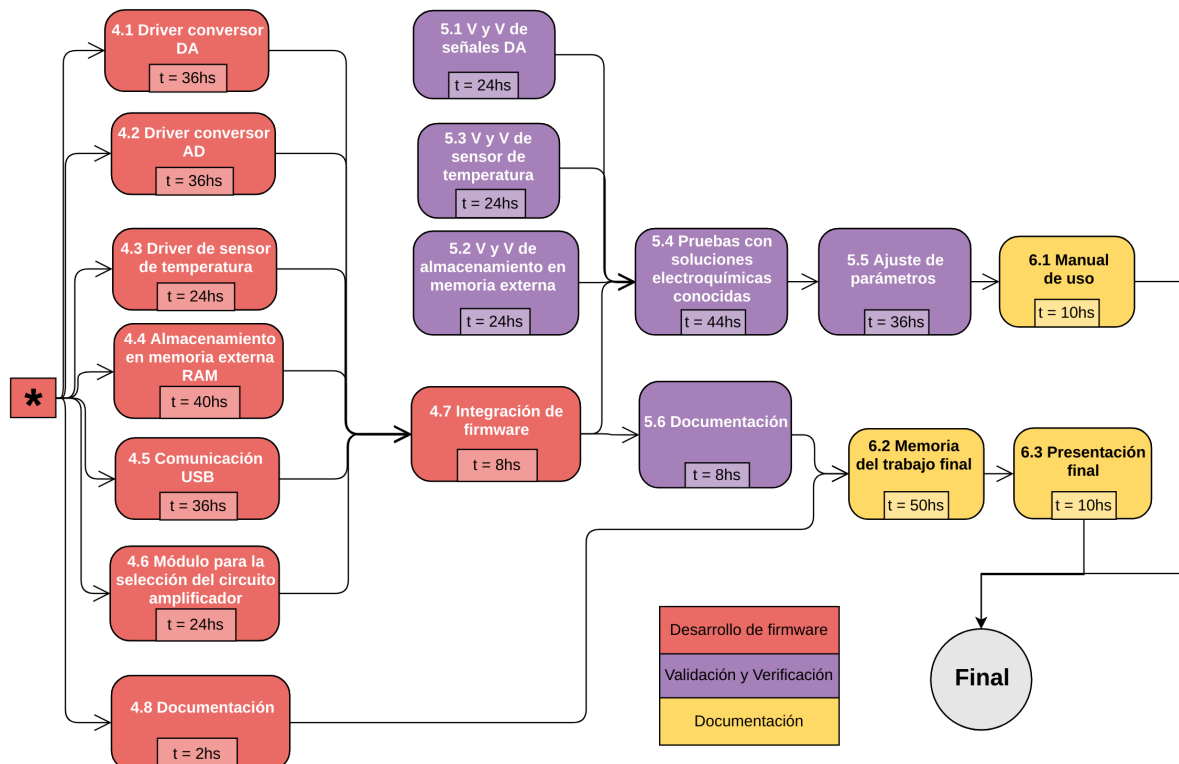 4.1 Driver conversor
DA
t = 36hs
4.2 Driver conversor
AD
t = 36hs
4.3 Driver de sensor
de temperatura
t = 24hs
4.4 Almacenamiento
en memoria externa
RAM
t = 40hs
*
4.5 Comunicación
USB
t = 36hs
4.6 Módulo para la
selección del circuito
amplificador
t = 24hs
4.8 Documentación
t = 2hs
5.1 V y V de
señales DA
t = 24hs
5.3 V y V de
sensor de
temperatura
t = 24hs
5.2 V y V de
almacenamiento en
memoria externa
t = 24hs
4.7 Integración de
firmware
t = 8hs
5.4 Pruebas con
soluciones
electroquímicas
conocidas
t = 44hs
5.5 Ajuste de
parámetros
t = 36hs
6.1 Manual
de uso
t = 10hs
5.6 Documentación
t = 8hs
6.2 Memoria
del trabajo final
t = 50hs
6.3 Presentación
final
t = 10hs
Desarrollo de firmware
Validación y Verificación
Documentación
Final